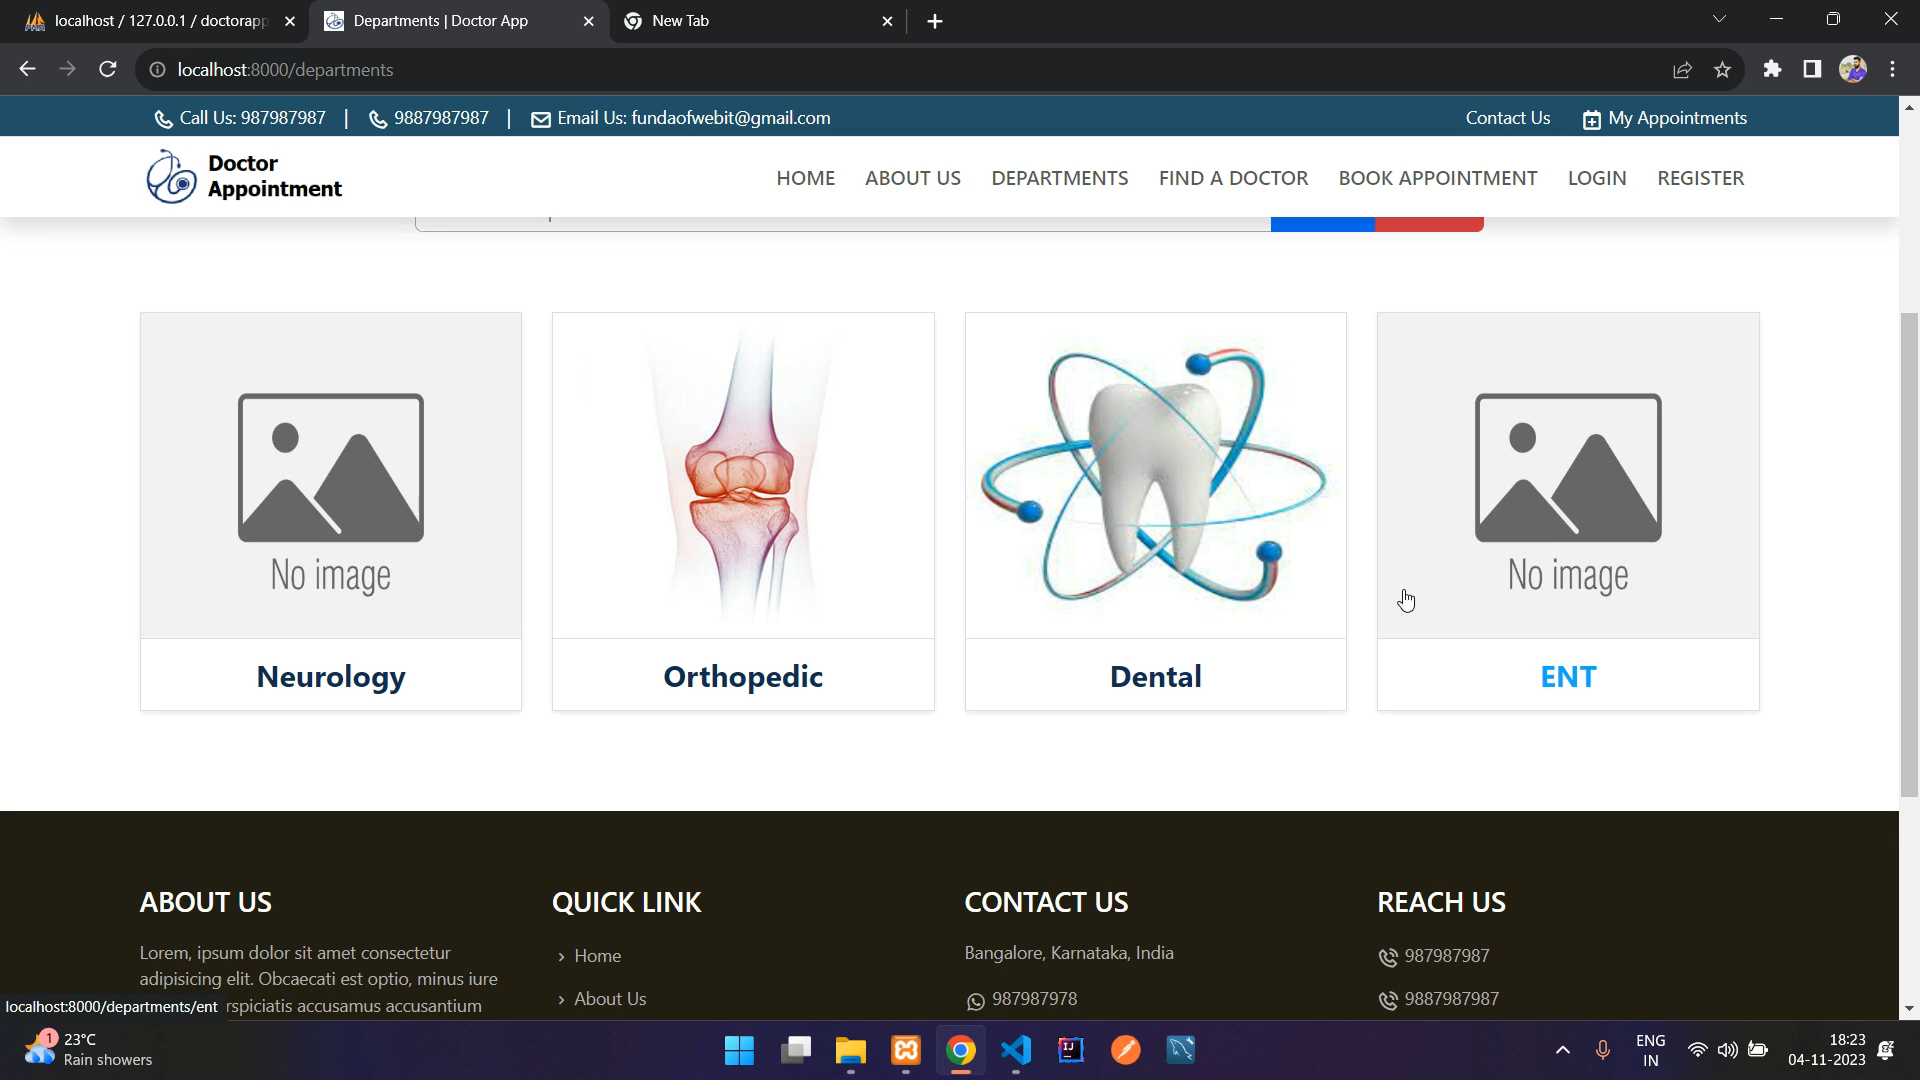 localhost / 127.0.0.1 / doctorapp
Departments | Doctor App
New Tab
localhost:8000/departments
Call Us: 987987987 | 9887987987 | Email Us: fundaofwebit@gmail.com
Contact Us
My Appointments
Doctor
Appointment
HOME
ABOUT US
DEPARTMENTS
FIND A DOCTOR
BOOK APPOINTMENT
LOGIN
REGISTER
No image
No image
Neurology
Orthopedic
Dental
ENT
ABOUT US
Lorem, ipsum dolor sit amet consectetur
adipisicing elit. Obcaecati est optio, minus iure
rspiciatis accusamus accusantium
QUICK LINK
› Home
› About Us
CONTACT US
Bangalore, Karnataka, India
987987978
REACH US
987987987
9887987987
localhost:8000/departments/ent
1
23°C
Rain showers
IJ
ENG
IN
18:23
04-11-2023